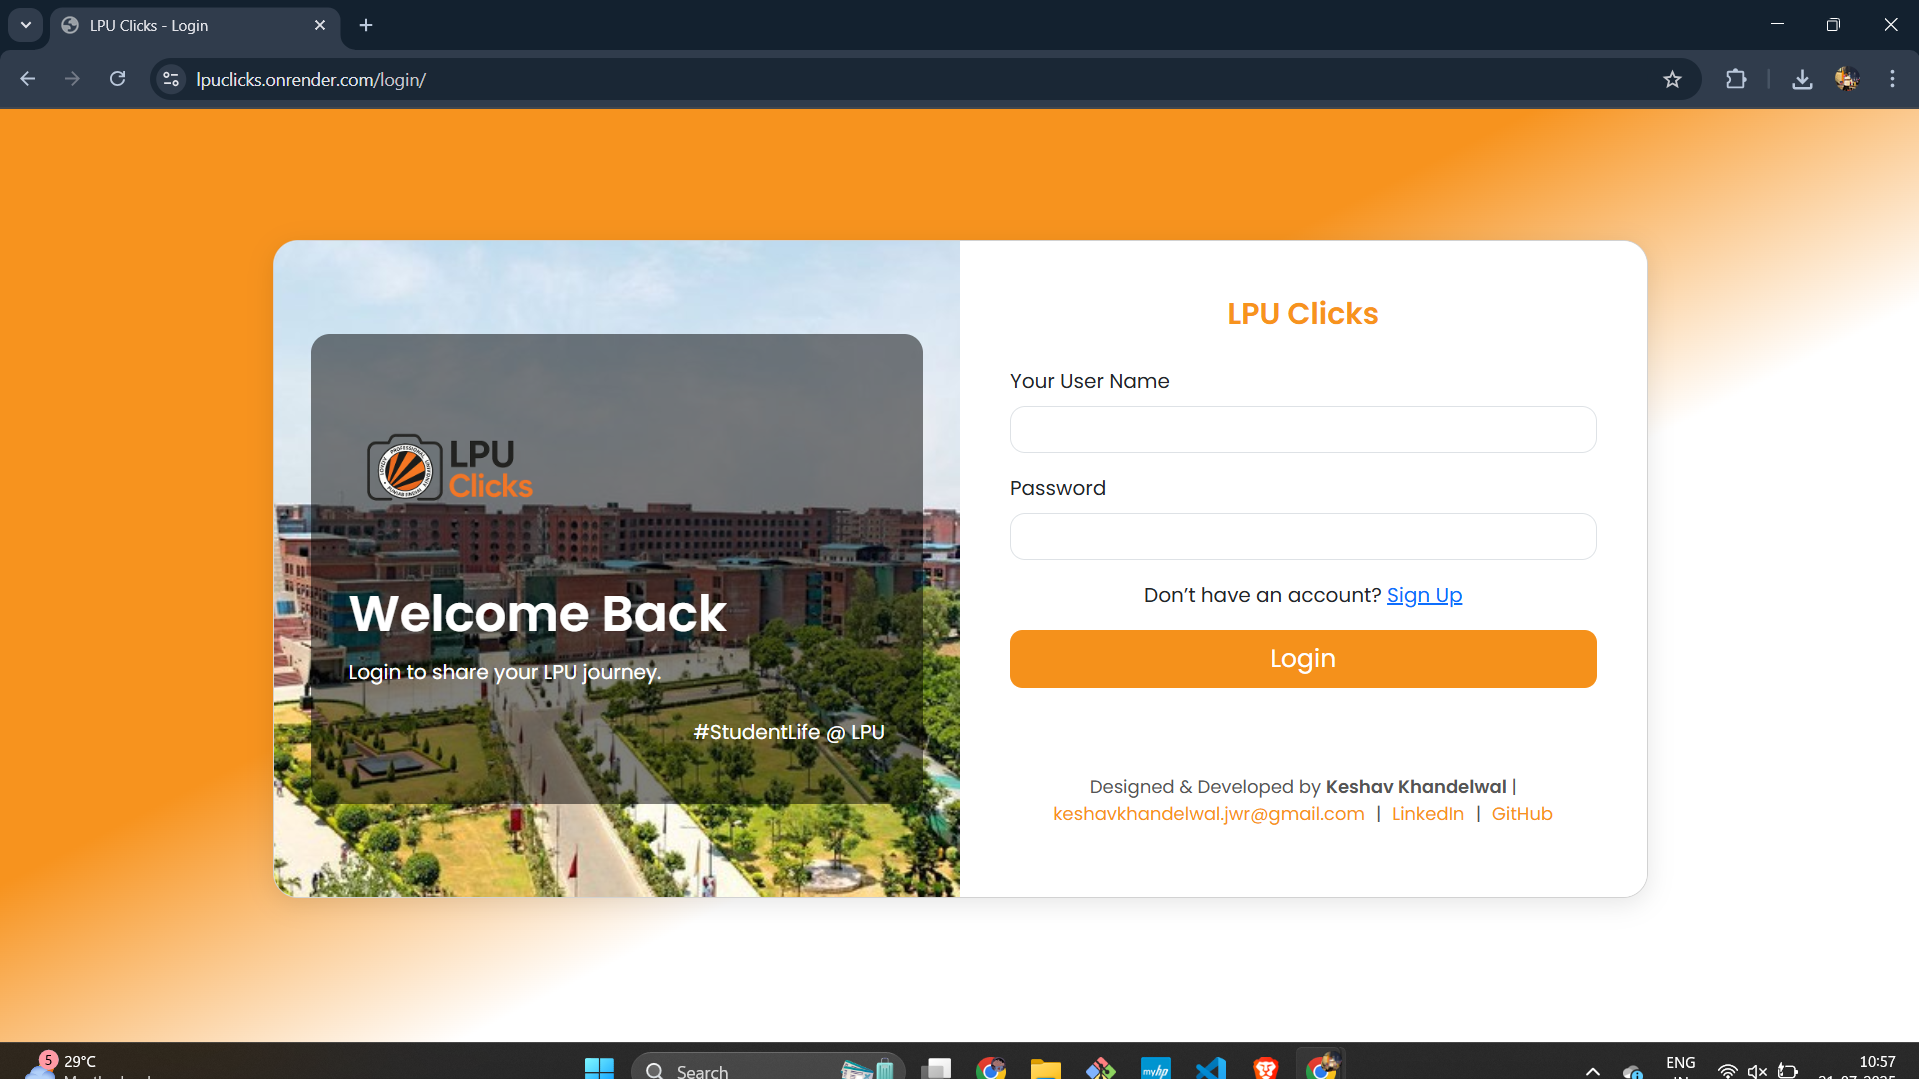 LPU Clicks - Login
lpuclicks.onrender.com/login/
LPU
Clicks
Welcome Back
Login to share your LPU journey.
#StudentLife @ LPU
LPU Clicks
Your User Name
Password
Don’t have an account? Sign Up
Login
Designed & Developed by Keshav Khandelwal |
keshavkhandelwal.jwr@gmail.com | LinkedIn | GitHub
5
29°C
Search
myhp
ENG
10:57